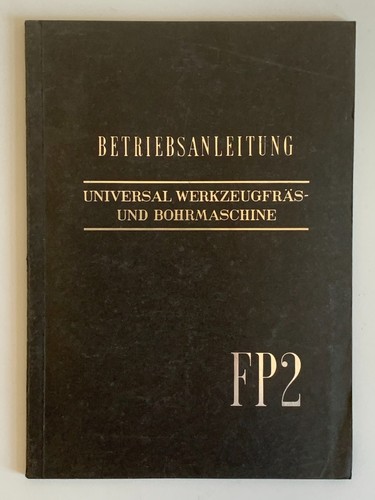 BETRIEBSANLEITUNG
UNIVERSAL WERKZEUGFRÄS-
UND BOHRMASCHINE
FP2